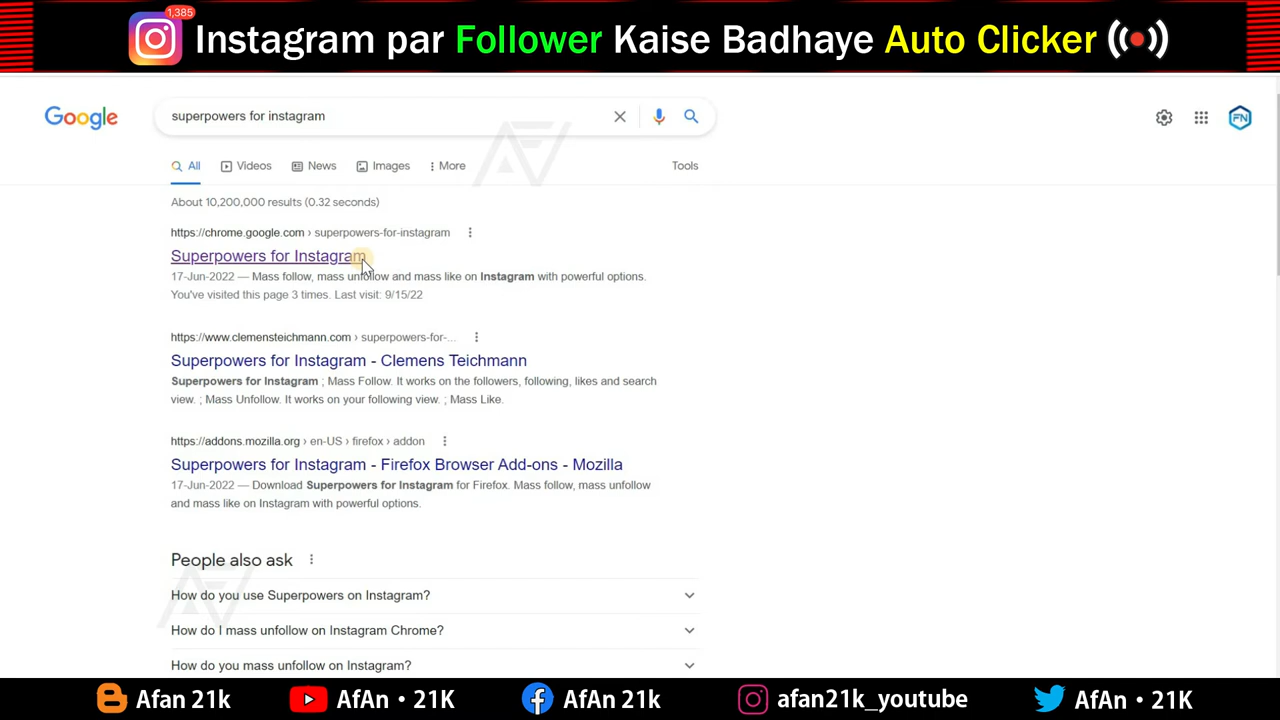 1,385
Instagram par Follower Kaise Badhaye Auto Clicker
Google
superpowers for instagram
FN
All Videos News Images More Tools
About 10,200,000 results (0.32 seconds)
https://chrome.google.com › superpowers-for-instagram
Superpowers for Instagram
17-Jun-2022 — Mass follow, mass unfollow and mass like on Instagram with powerful options.
You've visited this page 3 times. Last visit: 9/15/22
https://www.clemensteichmann.com › superpowers-for-...
Superpowers for Instagram - Clemens Teichmann
Superpowers for Instagram ; Mass Follow. It works on the followers, following, likes and search
view. ; Mass Unfollow. It works on your following view. ; Mass Like.
https://addons.mozilla.org › en-US › firefox › addon
Superpowers for Instagram - Firefox Browser Add-ons - Mozilla
17-Jun-2022 — Download Superpowers for Instagram for Firefox. Mass follow, mass unfollow
and mass like on Instagram with powerful options.
People also ask
How do you use Superpowers on Instagram?
How do I mass unfollow on Instagram Chrome?
How do you mass unfollow on Instagram?
Afan 21k AfAn • 21K AfAn 21k afan21k_youtube AfAn • 21K